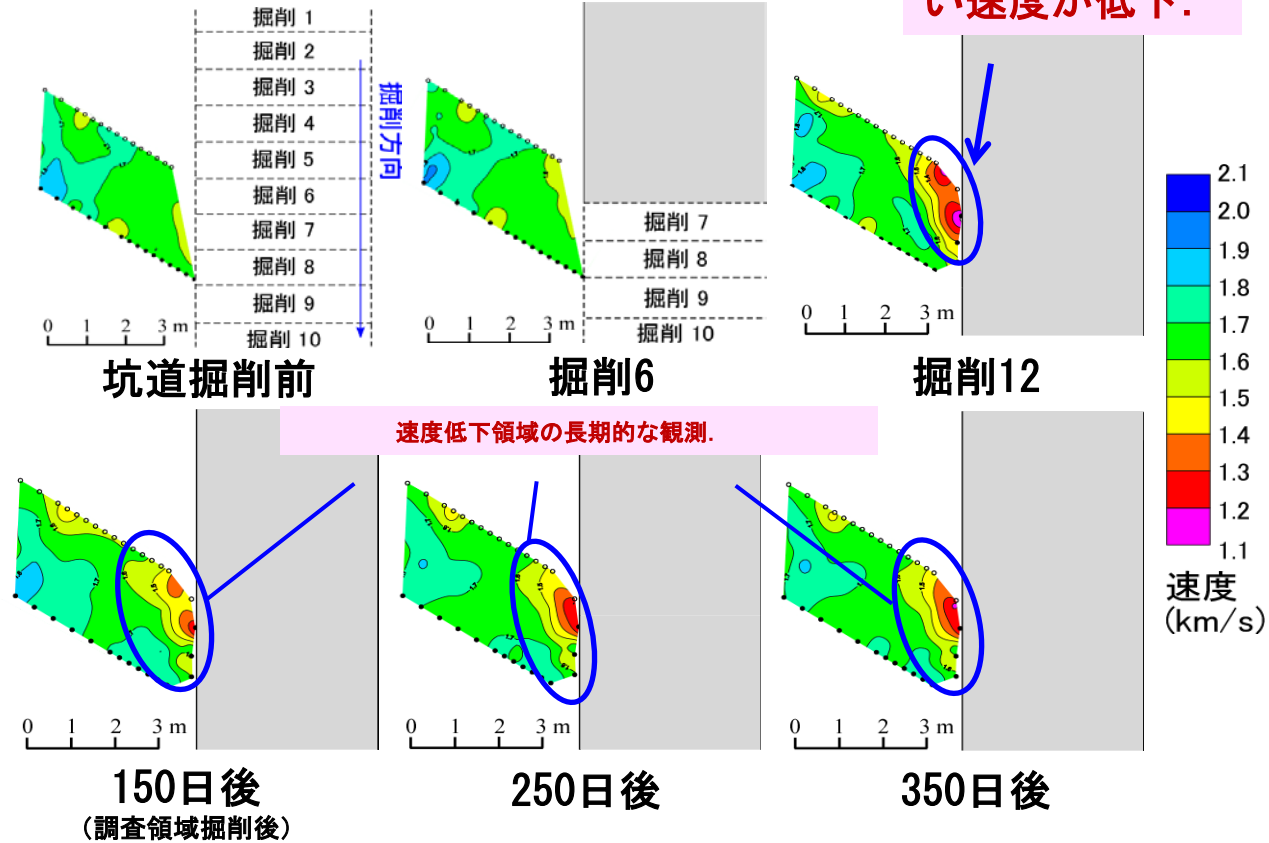 い速度が低下.
掘削 1
掘削 2
掘削 3
掘削 4
掘削 5
掘削 6
掘削 7
掘削 8
掘削 9
掘削 10
掘削方向
0 1 2 3 m
坑道掘削前
掘削 7
掘削 8
掘削 9
掘削 10
0 1 2 3 m
掘削6
0 1 2 3 m
掘削12
2.1
2.0
1.9
1.8
1.7
1.6
1.5
1.4
1.3
1.2
1.1
速度
(km/s)
速度低下領域の長期的な観測.
0 1 2 3 m
150日後
(調査領域掘削後)
0 1 2 3 m
250日後
0 1 2 3 m
350日後